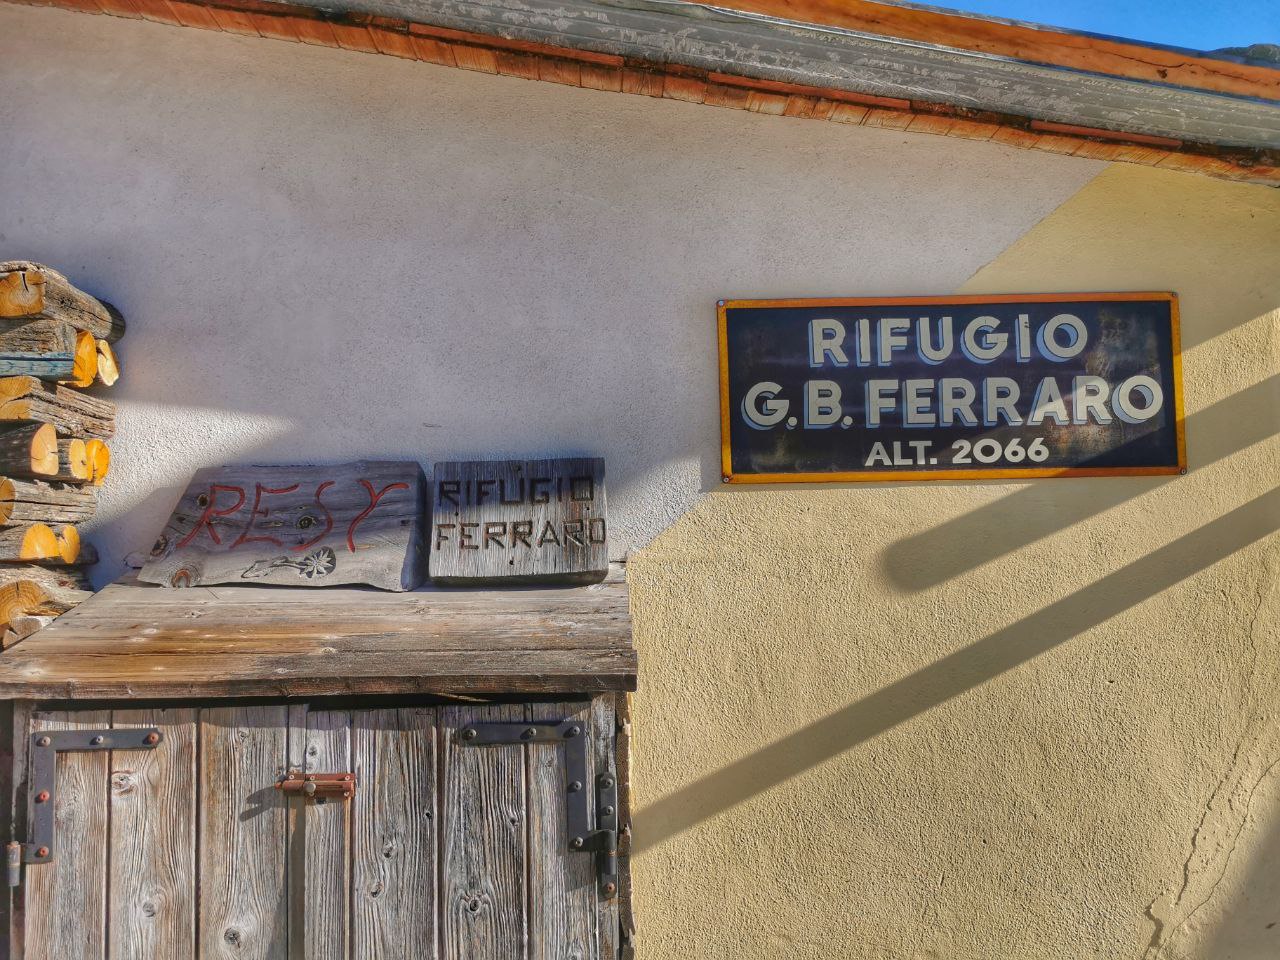 RESY
RIFUGIO
FERRARO
RIFUGIO
G.B. FERRARO
ALT. 2066